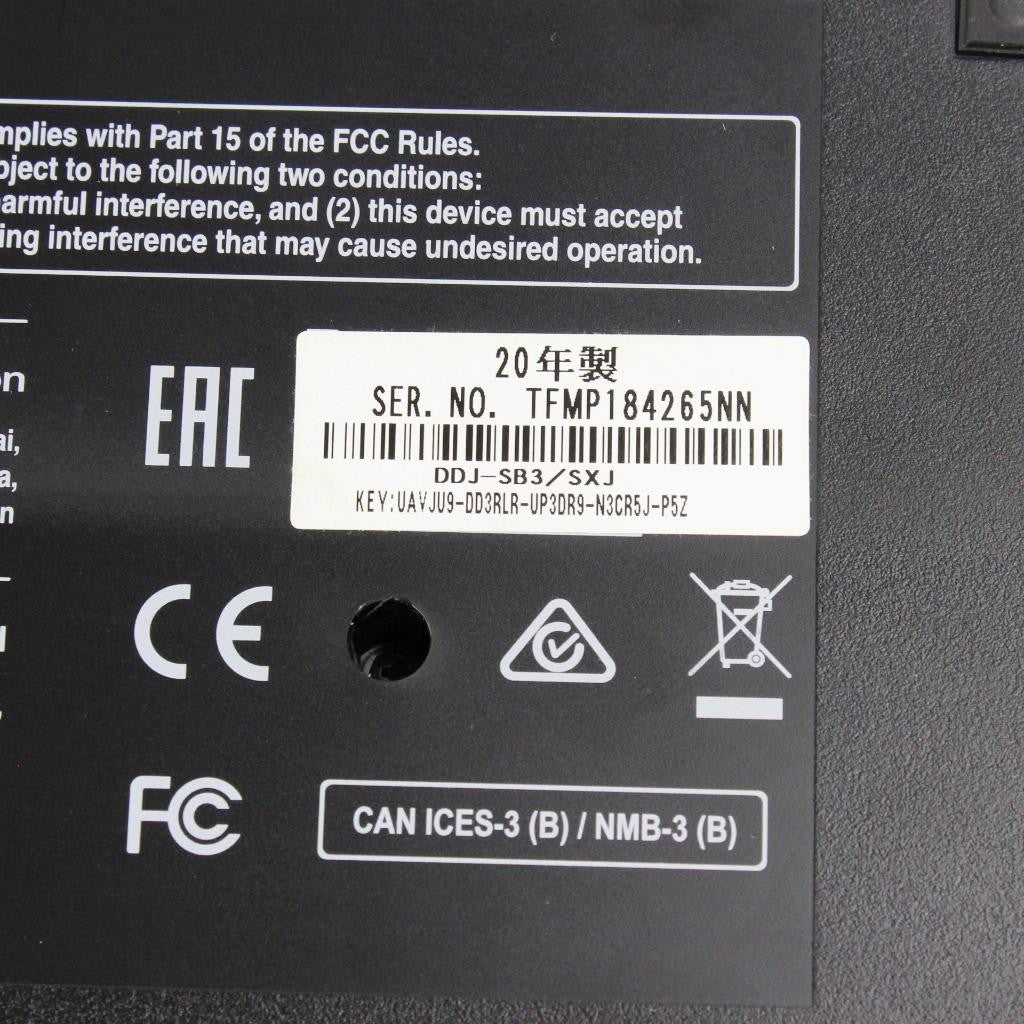 mplies with Part 15 of the FCC Rules.
bject to the following two conditions:
armful interference, and (2) this device must accept
ing interference that may cause undesired operation.
on
ai,
a,
n
EAC
20年製
SER. NO. TFMP184265NN
DDJ-SB3/SXJ
KEY:UAVJU9-DD3RLR-UP3DR9-N3CR5J-P5Z
CE
FC
CAN ICES-3 (B) / NMB-3 (B)